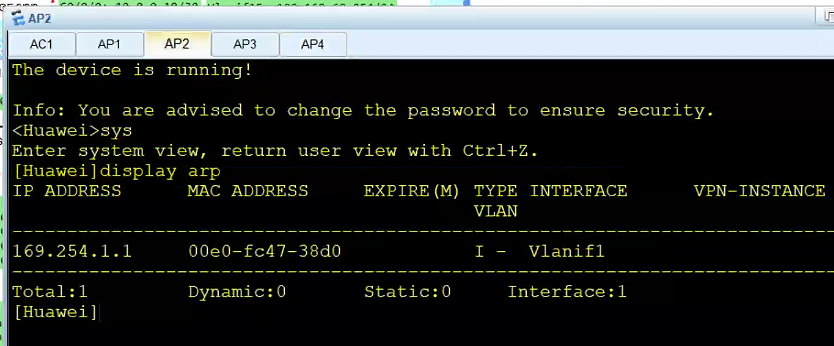 AP2
AC1 AP1 AP2 AP3 AP4
The device is running!
Info: You are advised to change the password to ensure security.
<Huawei>sys
Enter system view, return user view with Ctrl+Z.
[Huawei]display arp
IP ADDRESS MAC ADDRESS EXPIRE(M) TYPE INTERFACE VPN-INSTANCE
VLAN
------------------------------------------------------------------------------
169.254.1.1 00e0-fc47-38d0 I - Vlanif1
------------------------------------------------------------------------------
Total:1 Dynamic:0 Static:0 Interface:1
[Huawei]